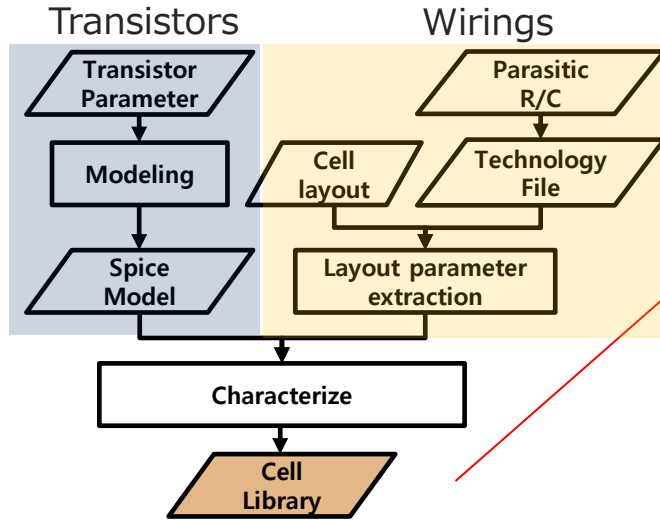 Transistors
Wirings
Transistor
Parameter
Parasitic
R/C
Modeling
Cell
layout
Technology
File
Spice
Model
Layout parameter
extraction
Characterize
Cell
Library